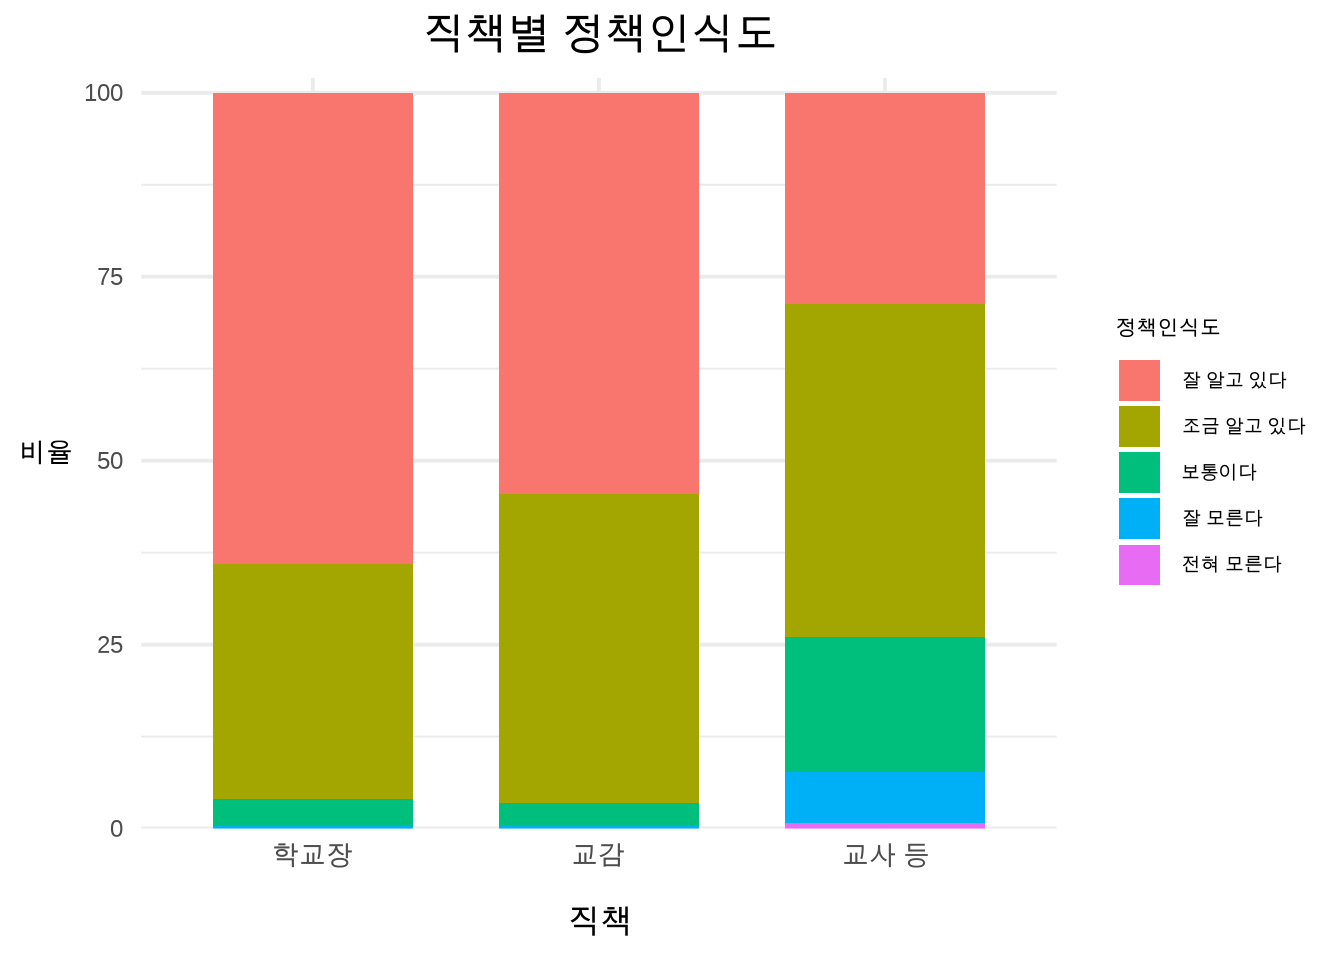 직책별 정책인식도
100
75
50
25
0
비율
학교장
교감
교사 등
직책
정책인식도
잘 알고 있다
조금 알고 있다
보통이다
잘 모른다
전혀 모른다